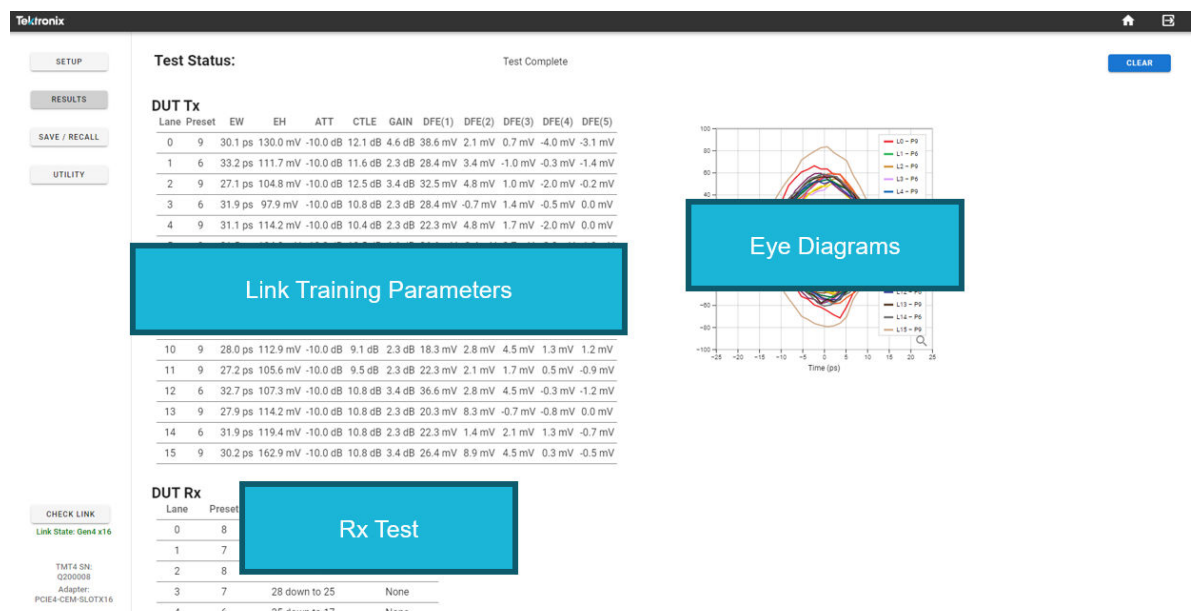 Tektronix
SETUP
RESULTS
SAVE / RECALL
UTILITY
CHECK LINK
Link State: Gen4 x16
TMT4 SN:
Q200008
Adapter:
PCIE4-CEM-SLOTX16
Test Status: Test Complete
CLEAR
DUT Tx
Lane Preset EW EH ATT CTLE GAIN DFE(1) DFE(2) DFE(3) DFE(4) DFE(5)
0 9 30.1 ps 130.0 mV -10.0 dB 12.1 dB 4.6 dB 38.6 mV 2.1 mV 0.7 mV -4.0 mV -3.1 mV
1 6 33.2 ps 111.7 mV -10.0 dB 11.6 dB 2.3 dB 28.4 mV 3.4 mV -1.0 mV -0.3 mV -1.4 mV
2 9 27.1 ps 104.8 mV -10.0 dB 12.5 dB 3.4 dB 32.5 mV 4.8 mV 1.0 mV -2.0 mV -0.2 mV
3 6 31.9 ps 97.9 mV -10.0 dB 10.8 dB 2.3 dB 28.4 mV -0.7 mV 1.4 mV -0.5 mV 0.0 mV
4 9 31.1 ps 114.2 mV -10.0 dB 10.4 dB 2.3 dB 22.3 mV 4.8 mV 1.7 mV -2.0 mV 0.0 mV
Link Training Parameters
10 9 28.0 ps 112.9 mV -10.0 dB 9.1 dB 2.3 dB 18.3 mV 2.8 mV 4.5 mV 1.3 mV 1.2 mV
11 9 27.2 ps 105.6 mV -10.0 dB 9.5 dB 2.3 dB 22.3 mV 2.1 mV 1.7 mV 0.5 mV -0.9 mV
12 6 32.7 ps 107.3 mV -10.0 dB 10.8 dB 3.4 dB 36.6 mV 2.8 mV 4.5 mV -0.3 mV -1.2 mV
13 9 27.9 ps 114.2 mV -10.0 dB 10.8 dB 2.3 dB 20.3 mV 8.3 mV -0.7 mV -0.8 mV 0.0 mV
14 6 31.9 ps 119.4 mV -10.0 dB 10.8 dB 2.3 dB 22.3 mV 1.4 mV 2.1 mV 1.3 mV -0.7 mV
15 9 30.2 ps 162.9 mV -10.0 dB 10.8 dB 3.4 dB 26.4 mV 8.9 mV 4.5 mV 0.3 mV -0.5 mV
DUT Rx
Lane Preset
0 8
1 7
2 8
Rx Test
3 7 28 down to 25 None
100
80
60
40
L0 – P9
L1 – P6
L2 – P9
L3 – P6
L4 – P9
Eye Diagrams
L13 – P9
L14 – P6
L15 – P9
-60
-80
-100
-25 -20 -15 -10 -5 0 5 10 15 20 25
Time (ps)